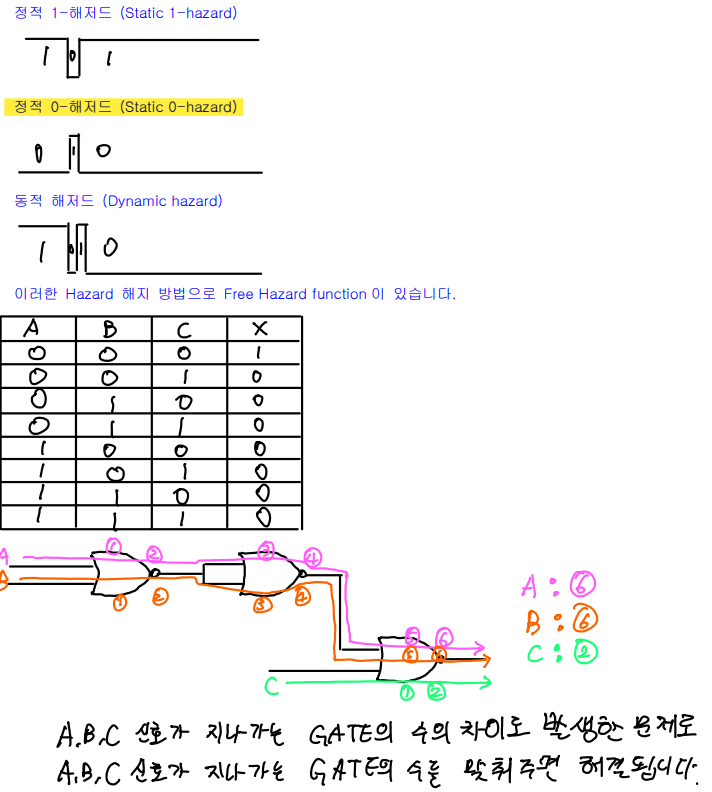 정적 1-해저드 (Static 1-hazard)
1 0 1
정적 0-해저드 (Static 0-hazard)
0 1 0
동적 해저드 (Dynamic hazard)
1 0 1 0
이러한 Hazard 해지 방법으로 Free Hazard function 이 있습니다.
A B C X
0 0 0 1
0 0 1 0
0 1 0 0
0 1 1 0
1 0 0 0
1 0 1 0
1 1 0 0
1 1 1 0
A ① ② ③ ④
B ① ② ③ ④
⑤ ⑥
⑤ ⑥
C ① ②
A : ⑥
B : ⑥
C : ②
A,B,C 신호가 지나가는 GATE의 수의 차이로 발생한 문제로
A,B,C 신호가 지나가는 GATE의 수를 맞춰주면 해결됩니다.